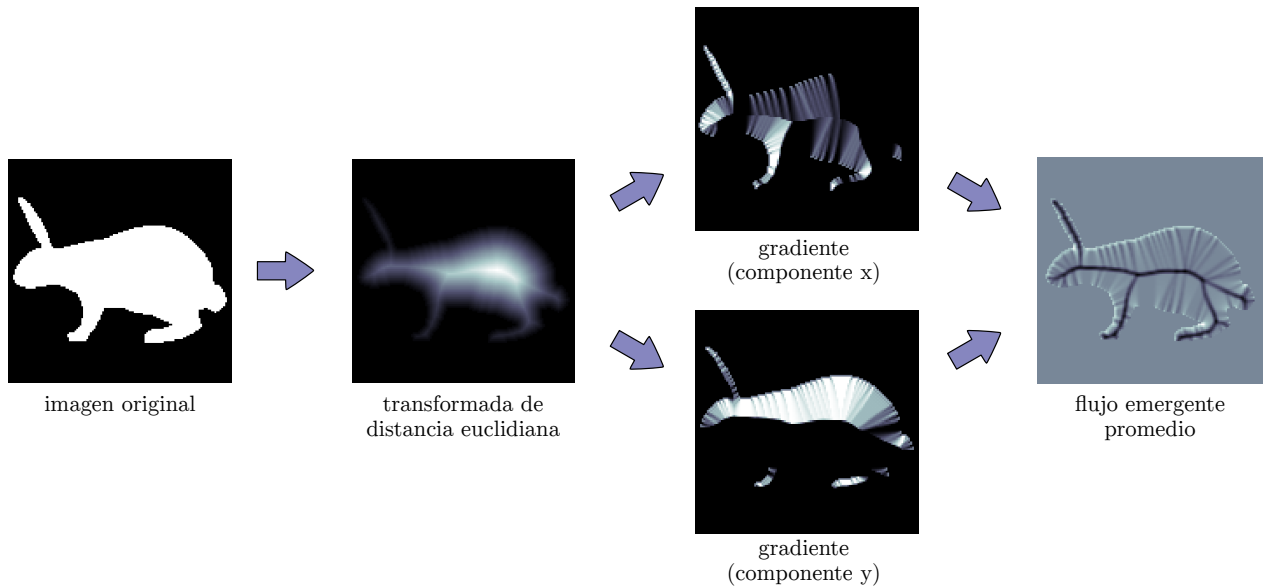 imagen original
transformada de
distancia euclidiana
gradiente
(componente x)
gradiente
(componente y)
flujo emergente
promedio